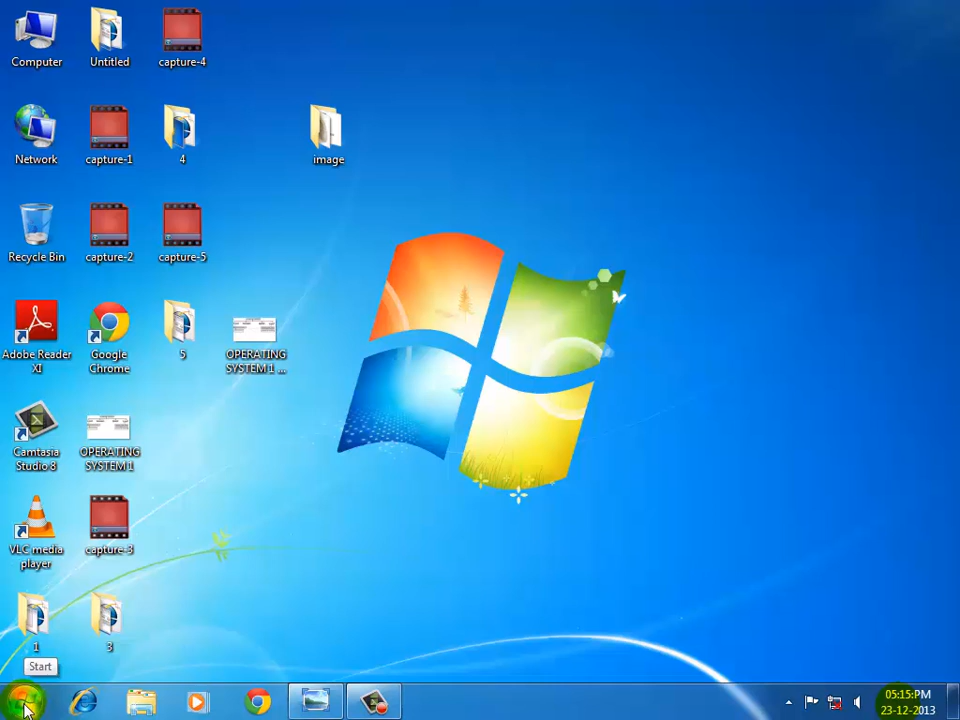 Computer
Untitled
capture-4
Network
capture-1
4
image
Recycle Bin
capture-2
capture-5
Adobe Reader
XI
Google
Chrome
5
OPERATING
SYSTEM 1 ...
Camtasia
Studio 8
OPERATING
SYSTEM 1
VLC media
player
capture-3
1
3
Start
05:15:PM
23-12-2013